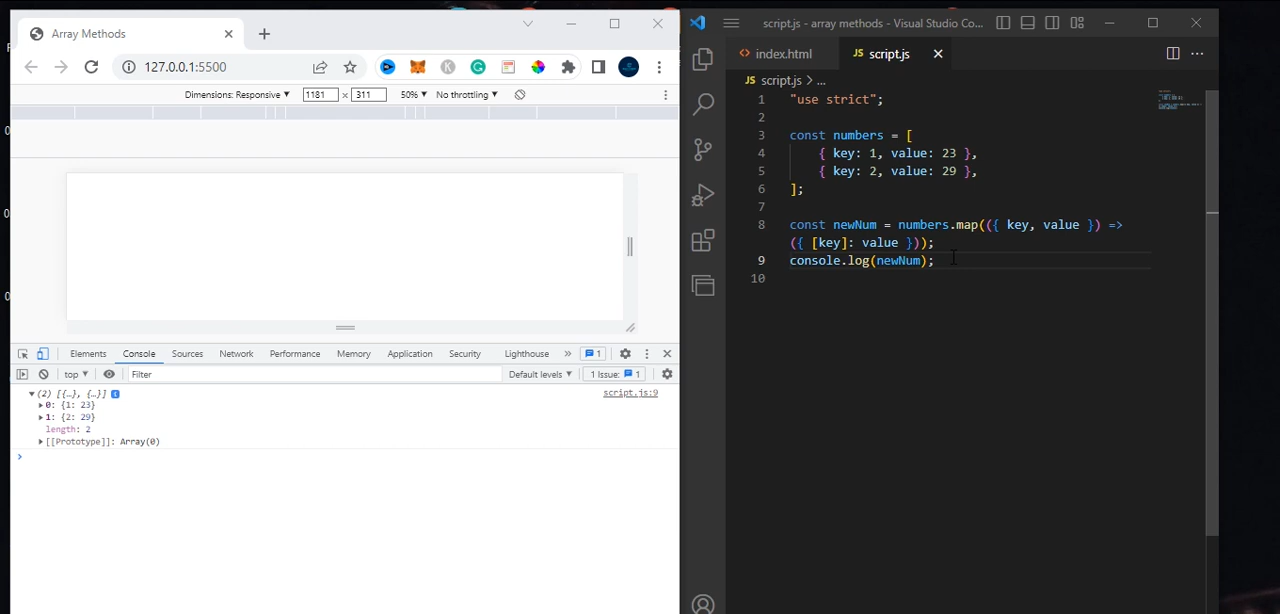 Array Methods
127.0.0.1:5500
Dimensions: Responsive ▼ 1181 x 311 50% ▼ No throttling ▼
Elements Console Sources Network Performance Memory Application Security Lighthouse » 1
top ▼ Filter Default levels ▼ 1 Issue: 1
▼(2) [{…}, {…}] i script.js:9
▶0: {1: 23}
▶1: {2: 29}
length: 2
▶[[Prototype]]: Array(0)
script.js - array methods - Visual Studio Co...
index.html JS script.js
JS script.js > ...
1 "use strict";
2
3 const numbers = [
4 { key: 1, value: 23 },
5 { key: 2, value: 29 },
6 ];
7
8 const newNum = numbers.map(({ key, value }) =>
({ [key]: value }));
9 console.log(newNum);
10